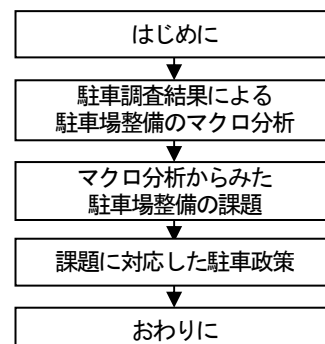 はじめに
駐車調査結果による
駐車場整備のマクロ分析
マクロ分析からみた
駐車場整備の課題
課題に対応した駐車政策
おわりに